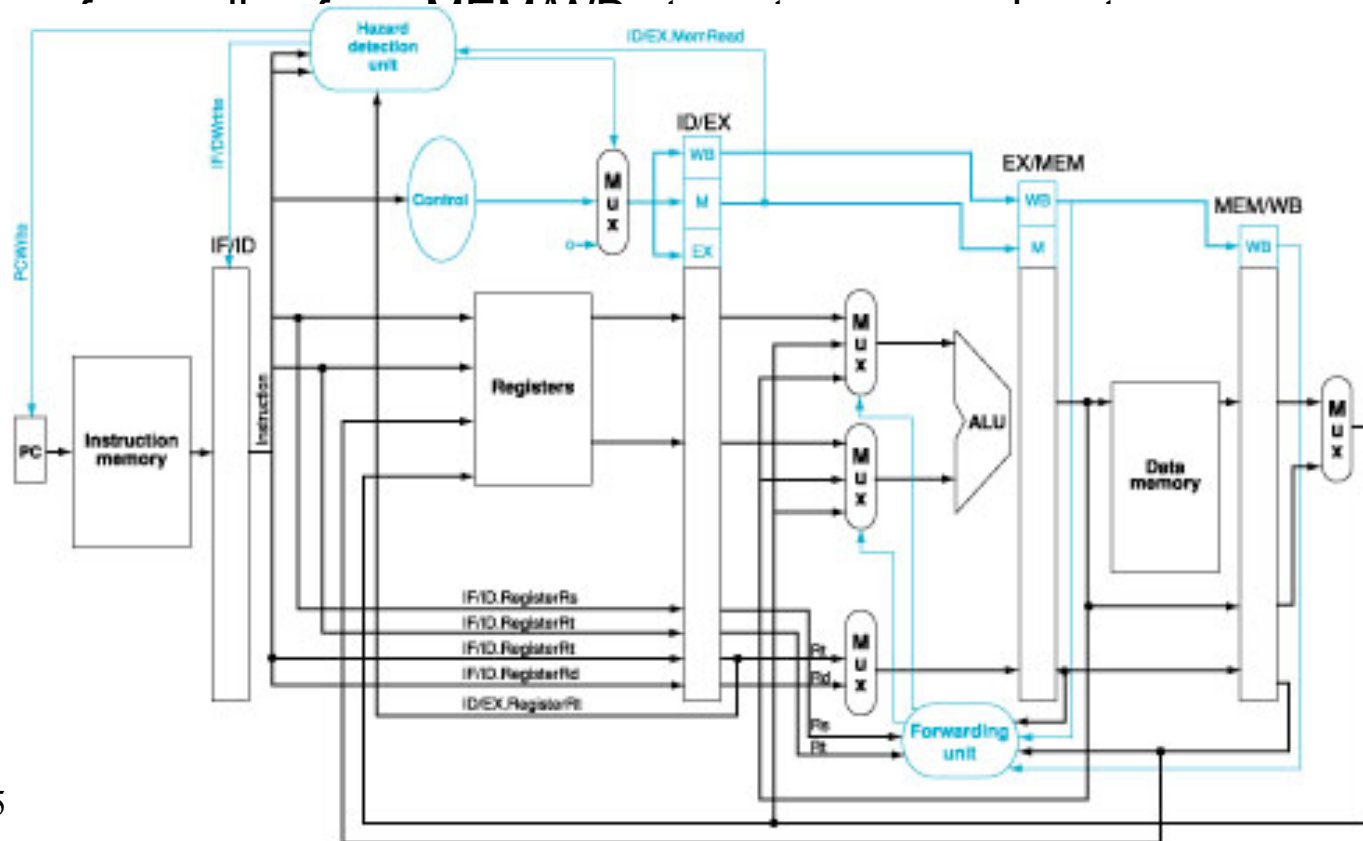 Hazard
detection
unit
ID/EX.MemRead
PCWrite
IF/IDWrite
ID/EX
WB
M
EX
Control
M
u
x
0
EX/MEM
WB
M
MEM/WB
WB
IF/ID
PC
Instruction
memory
Instruction
Registers
M
u
x
M
u
x
ALU
Data
memory
M
u
x
IF/ID.RegisterRs
IF/ID.RegisterRt
IF/ID.RegisterRt
IF/ID.RegisterRd
ID/EX.RegisterRt
Rt
Rd
M
u
x
Rs
Rt
Forwarding
unit
5